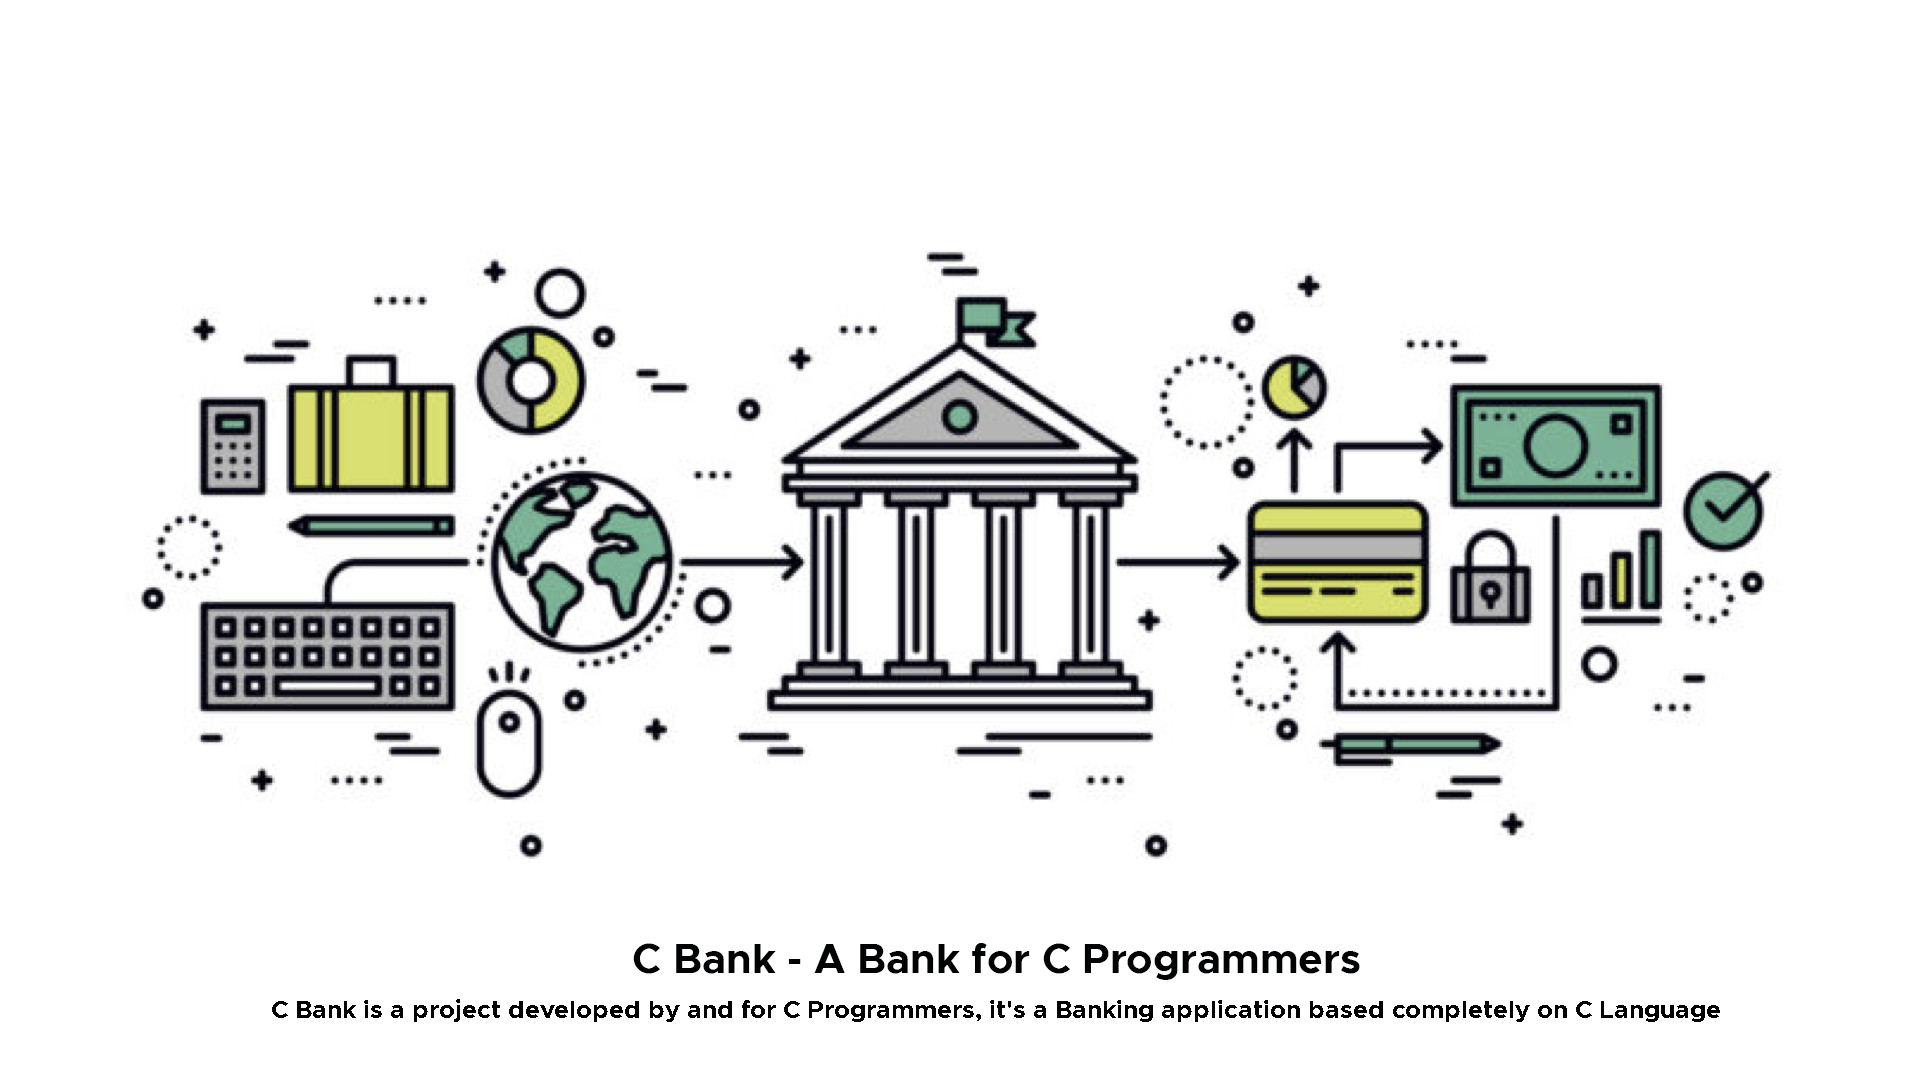 C Bank - A Bank for C Programmers
C Bank is a project developed by and for C Programmers, it's a Banking application based completely on C Language